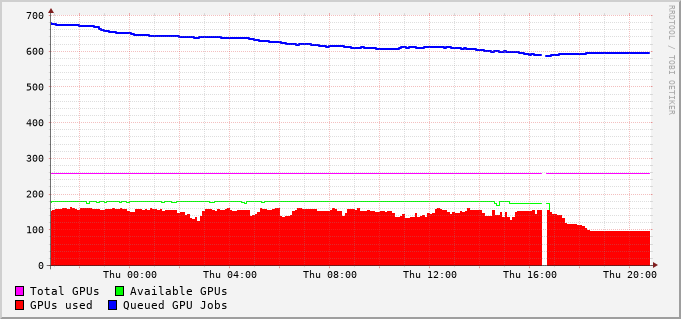 700
600
500
400
300
200
100
0
Thu 00:00 Thu 04:00 Thu 08:00 Thu 12:00 Thu 16:00 Thu 20:00
Total GPUs Available GPUs
GPUs used Queued GPU Jobs
RRDTOOL / TOBI OETIKER